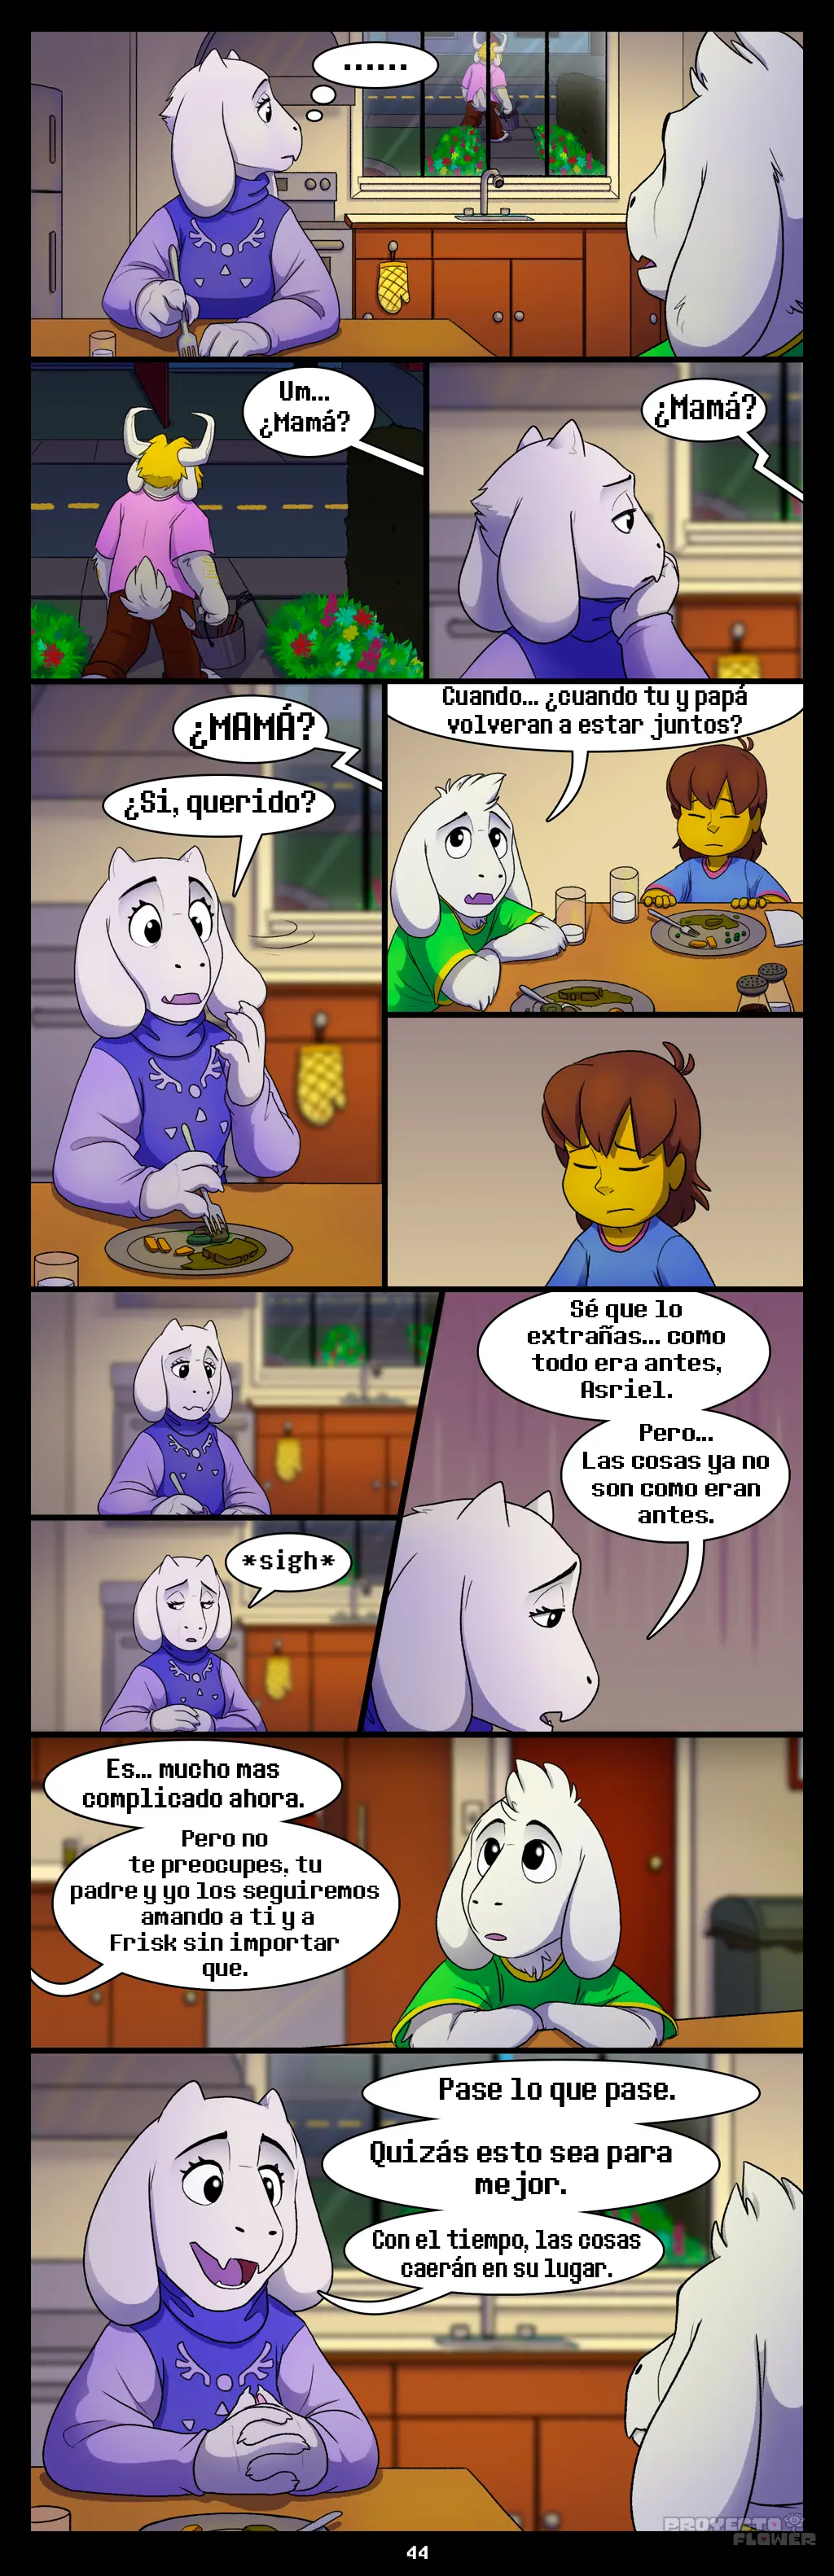 ......
Um...
¿Mamá?
¿Mamá?
¿MAMÁ?
¿Si, querido?
Cuando... ¿cuando tu y papá
volveran a estar juntos?
Sé que lo
extrañas... como
todo era antes,
Asriel.
Pero...
Las cosas ya no
son como eran
antes.
*sigh*
Es... mucho mas
complicado ahora.
Pero no
te preocupes, tu
padre y yo los seguiremos
amando a ti y a
Frisk sin importar
que.
Pase lo que pase.
Quizás esto sea para
mejor.
Con el tiempo, las cosas
caerán en su lugar.
PROYECTO
FLOWER
44